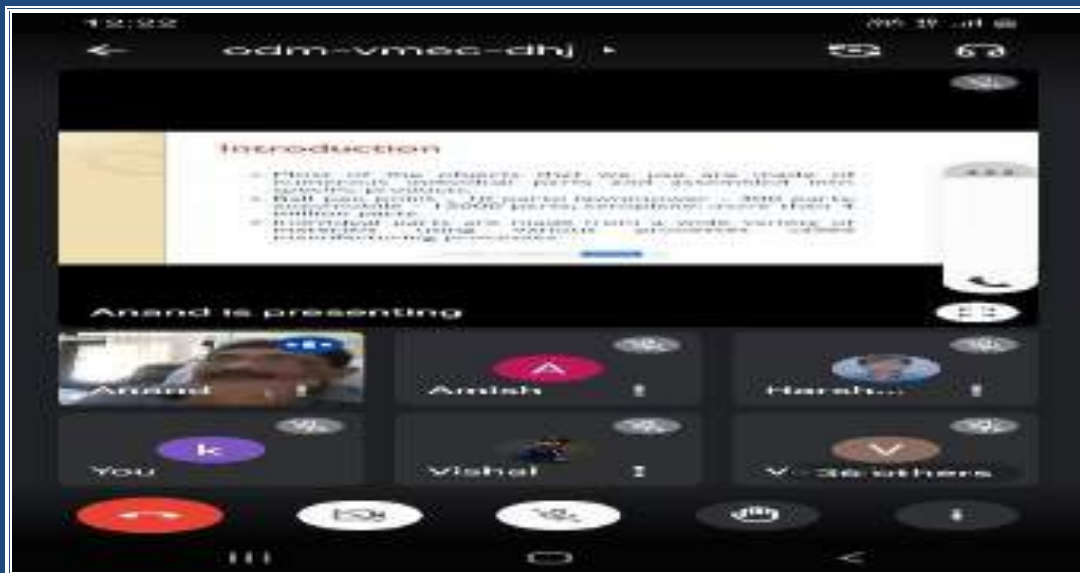 12:22
odm-vmec-dhj
Introduction
Most of the objects that we use are made of
numerous individual parts and assembled into
specific products.
Ball pen points - 10 parts; lawnmower - 300 parts;
automobile - 15000 parts; aeroplane more than 4
million parts
Individual parts are made from a wide variety of
materials using various processes called
manufacturing processes.
Anand is presenting
Anand
A
Amish
Harsh...
k
You
Vishal
V
V 36 others